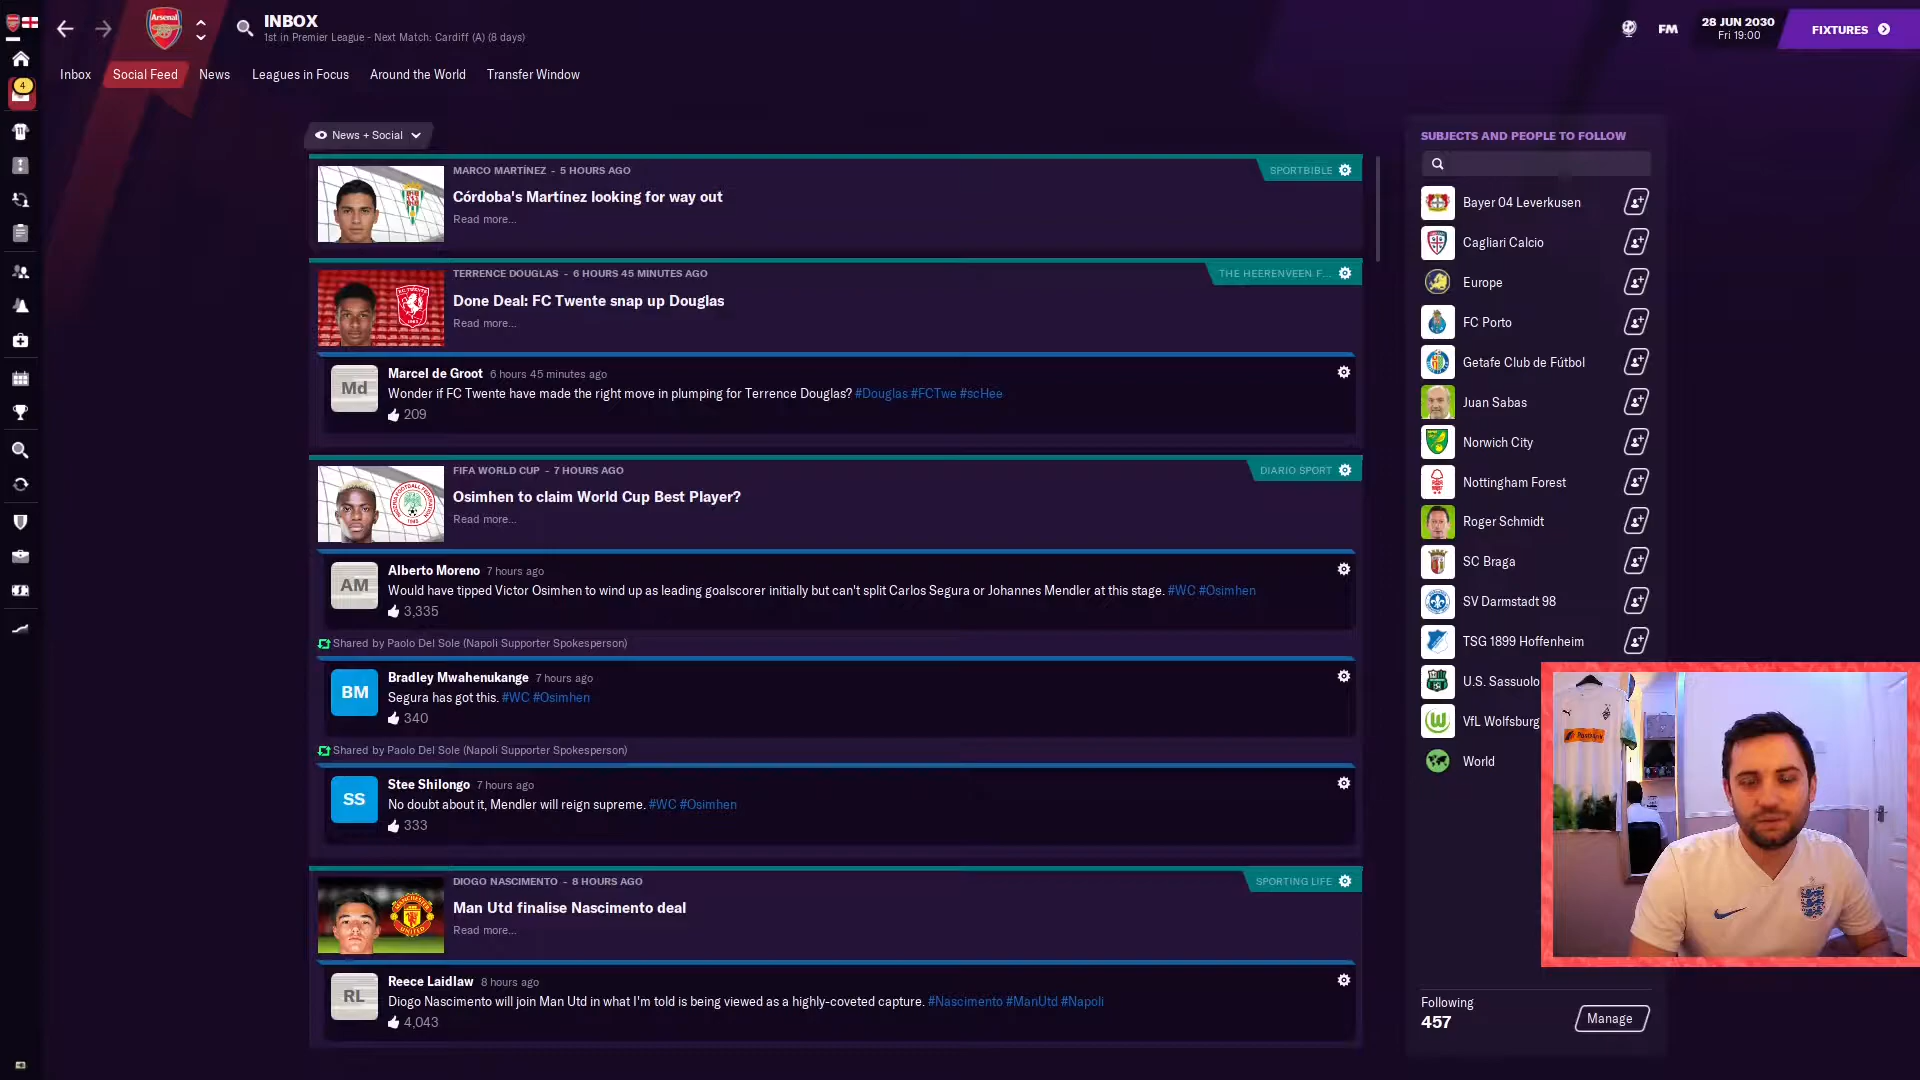 INBOX
1st in Premier League - Next Match: Cardiff (A) (8 days)
FM
28 JUN 2030
Fri 19:00
FIXTURES
4
Inbox
Social Feed
News
Leagues in Focus
Around the World
Transfer Window
News + Social
MARCO MARTÍNEZ - 5 HOURS AGO
SPORTBIBLE
Córdoba's Martínez looking for way out
Read more...
TERRENCE DOUGLAS - 6 HOURS 45 MINUTES AGO
THE HEERENVEEN F...
Done Deal: FC Twente snap up Douglas
Read more...
Md
Marcel de Groot 6 hours 45 minutes ago
Wonder if FC Twente have made the right move in plumping for Terrence Douglas? #Douglas #FCTwe #scHee
209
FIFA WORLD CUP - 7 HOURS AGO
DIARIO SPORT
Osimhen to claim World Cup Best Player?
Read more...
AM
Alberto Moreno 7 hours ago
Would have tipped Victor Osimhen to wind up as leading goalscorer initially but can't split Carlos Segura or Johannes Mendler at this stage. #WC #Osimhen
3,335
Shared by Paolo Del Sole (Napoli Supporter Spokesperson)
BM
Bradley Mwahenukange 7 hours ago
Segura has got this. #WC #Osimhen
340
Shared by Paolo Del Sole (Napoli Supporter Spokesperson)
SS
Stee Shilongo 7 hours ago
No doubt about it, Mendler will reign supreme. #WC #Osimhen
333
DIOGO NASCIMENTO - 8 HOURS AGO
SPORTING LIFE
Man Utd finalise Nascimento deal
Read more...
RL
Reece Laidlaw 8 hours ago
Diogo Nascimento will join Man Utd in what I'm told is being viewed as a highly-coveted capture. #Nascimento #ManUtd #Napoli
4,043
SUBJECTS AND PEOPLE TO FOLLOW
Bayer 04 Leverkusen
Cagliari Calcio
Europe
FC Porto
Getafe Club de Fútbol
Juan Sabas
Norwich City
Nottingham Forest
Roger Schmidt
SC Braga
SV Darmstadt 98
TSG 1899 Hoffenheim
U.S. Sassuolo
VfL Wolfsburg
World
Following
457
Manage
Arsenal
Postbank